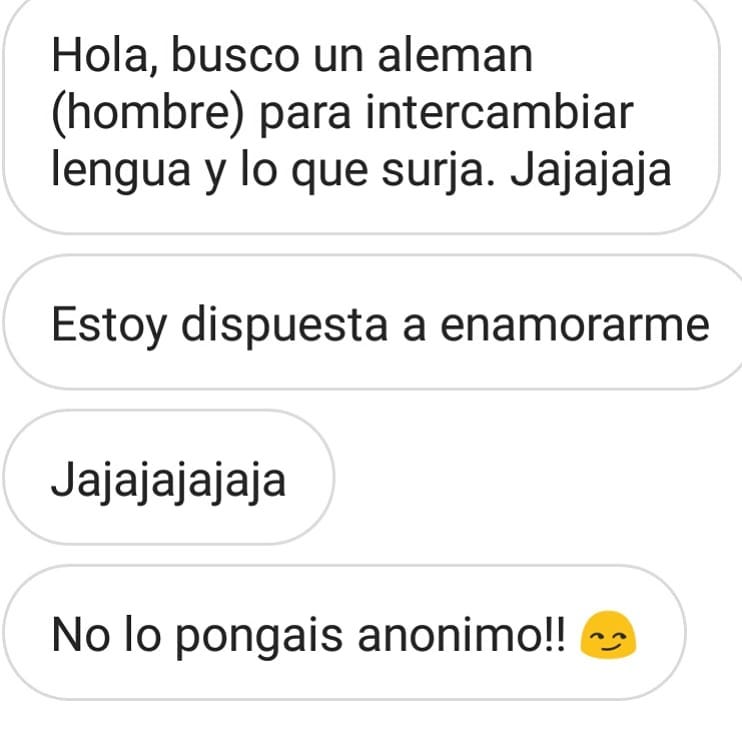 Hola, busco un aleman
(hombre) para intercambiar
lengua y lo que surja. Jajajaja
Estoy dispuesta a enamorarme
Jajajajajaja
No lo pongais anonimo!! 😏